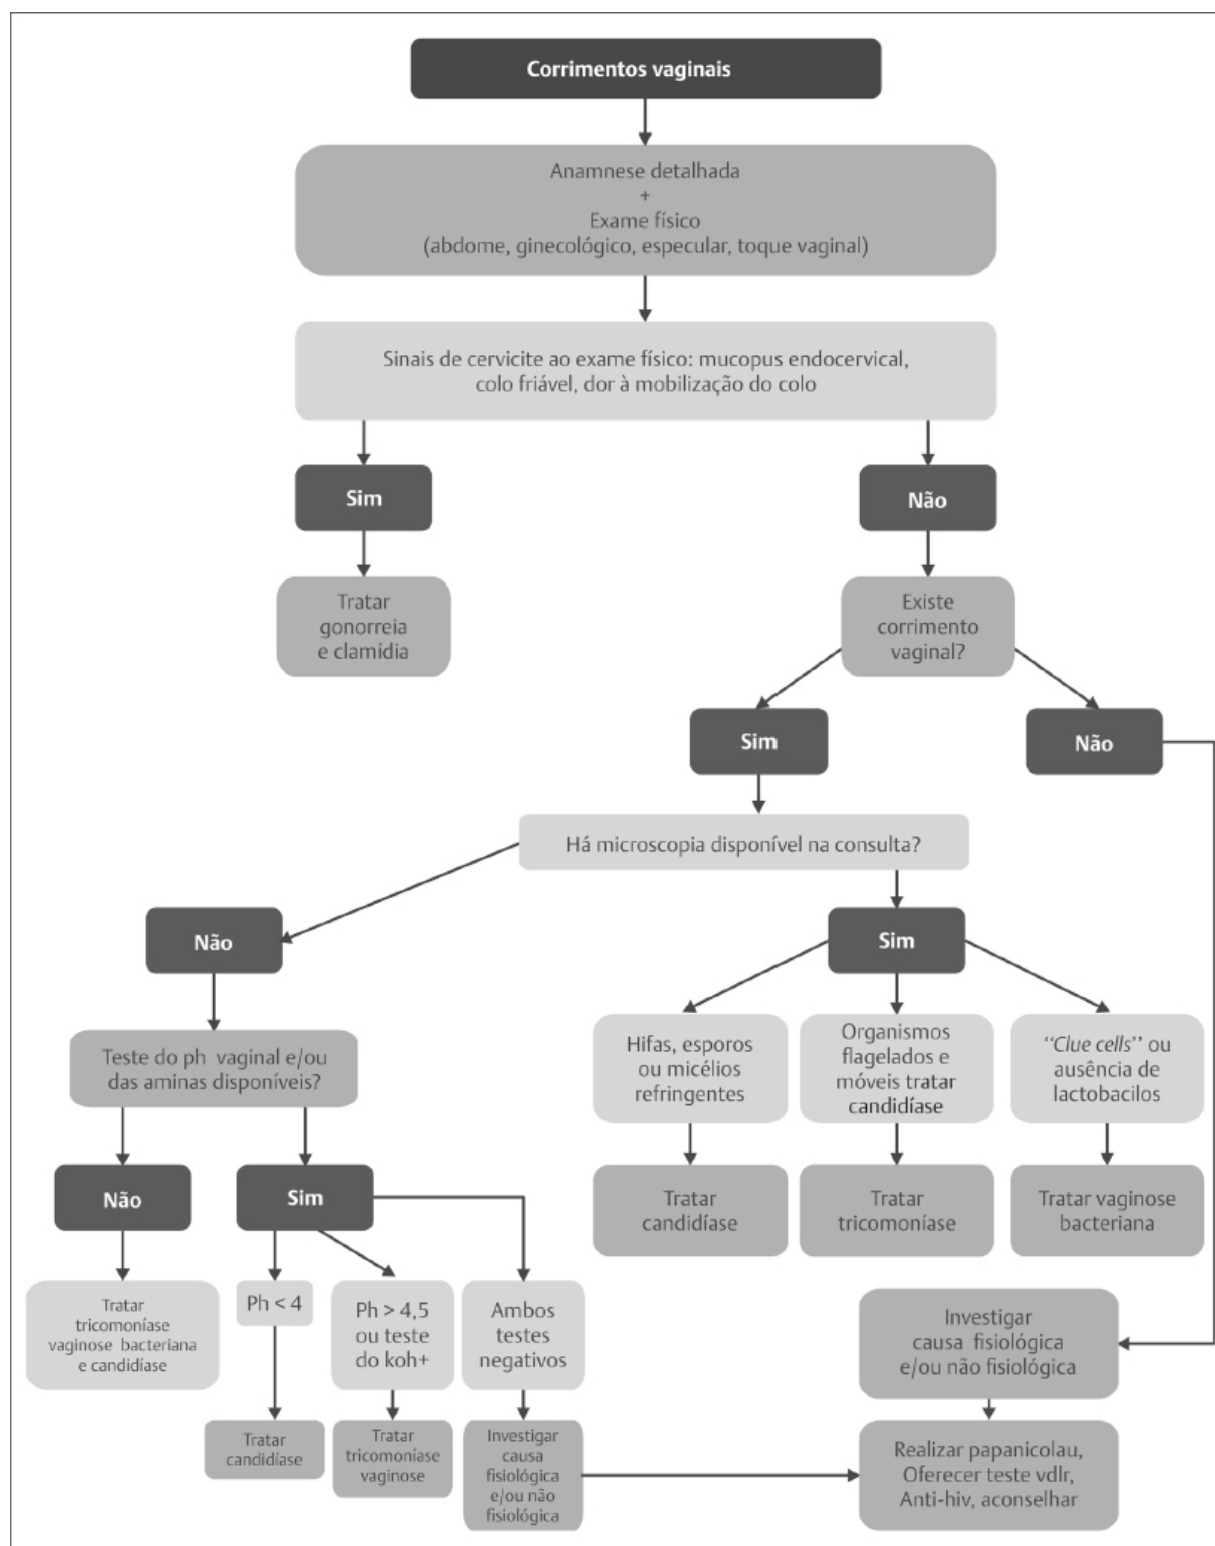 Corrimentos vaginais
Anamnese detalhada
+
Exame físico
(abdome, ginecológico, especular, toque vaginal)
Sinais de cervicite ao exame físico: mucopus endocervical,
colo friável, dor à mobilização do colo
Sim
Não
Tratar
gonorreia
e clamídia
Existe
corrimento
vaginal?
Sim
Não
Há microscopia disponível na consulta?
Não
Sim
Teste do ph vaginal e/ou
das aminas disponíveis?
Hifas, esporos
ou micélios
refringentes
Organismos
flagelados e
móveis tratar
candidíase
"Clue cells" ou
ausência de
lactobacilos
Não
Sim
Tratar
candidíase
Tratar
tricomoníase
Tratar vaginose
bacteriana
Tratar
tricomoníase
vaginose bacteriana
e candidíase
Ph < 4
Ph > 4,5
ou teste
do koh+
Ambos
testes
negativos
Investigar
causa fisiológica
e/ou não fisiológica
Tratar
candidíase
Tratar
tricomoníase
vaginose
Investigar
causa
fisiológica
e/ou não
fisiológica
Realizar papanicolau,
Oferecer teste vdlr,
Anti-hiv, aconselhar